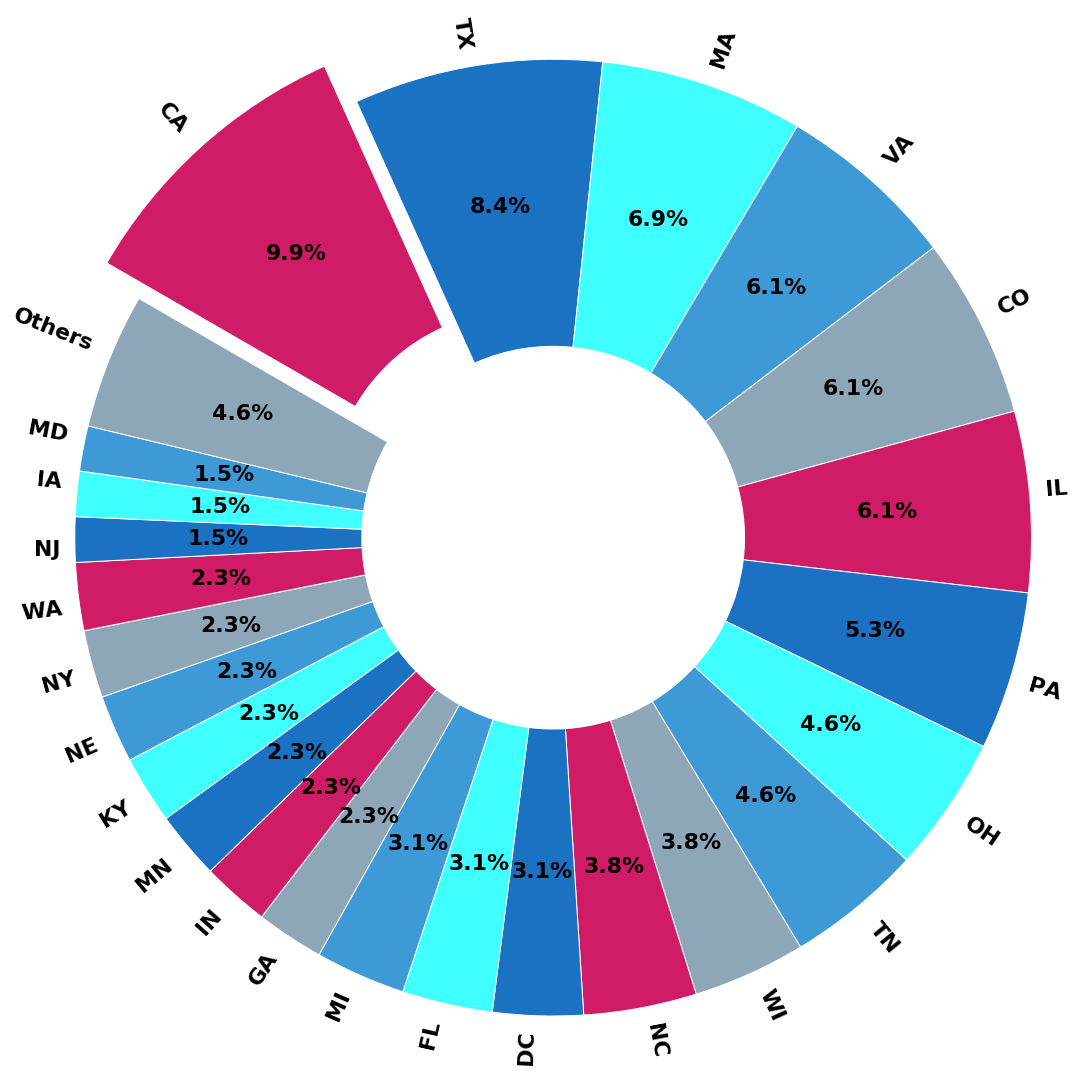 TX
8.4%
MA
6.9%
VA
6.1%
CO
6.1%
IL
6.1%
PA
5.3%
OH
4.6%
TN
4.6%
WI
3.8%
NC
3.8%
DC
3.1%
FL
3.1%
MI
3.1%
GA
2.3%
IN
2.3%
MN
2.3%
KY
2.3%
NE
2.3%
NY
2.3%
WA
2.3%
NJ
1.5%
IA
1.5%
MD
1.5%
Others
4.6%
CA
9.9%